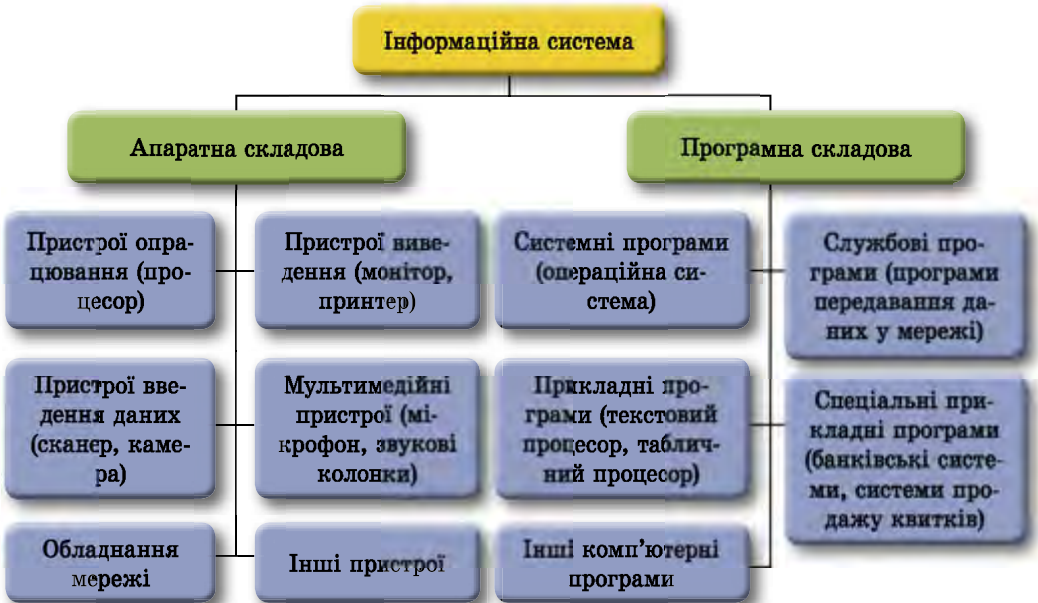 Інформаційна система
Апаратна складова
Програмна складова
Пристрої опра-
цювання (про-
цесор)
Пристрої виве-
дення (монітор,
принтер)
Системні програми
(операційна си-
стема)
Службові про-
грами (програми
передавання да-
них у мережі)
Пристрої вве-
дення даних
(сканер, каме-
ра)
Мультимедійні
пристрої (мі-
крофон, звукові
колонки)
Прикладні про-
грами (текстовий
процесор, таблич-
ний процесор)
Спеціальні при-
кладні програми
(банківські систе-
ми, системи про-
дажу квитків)
Обладнання
мережі
Інші пристрої
Інші комп'ютерні
програми